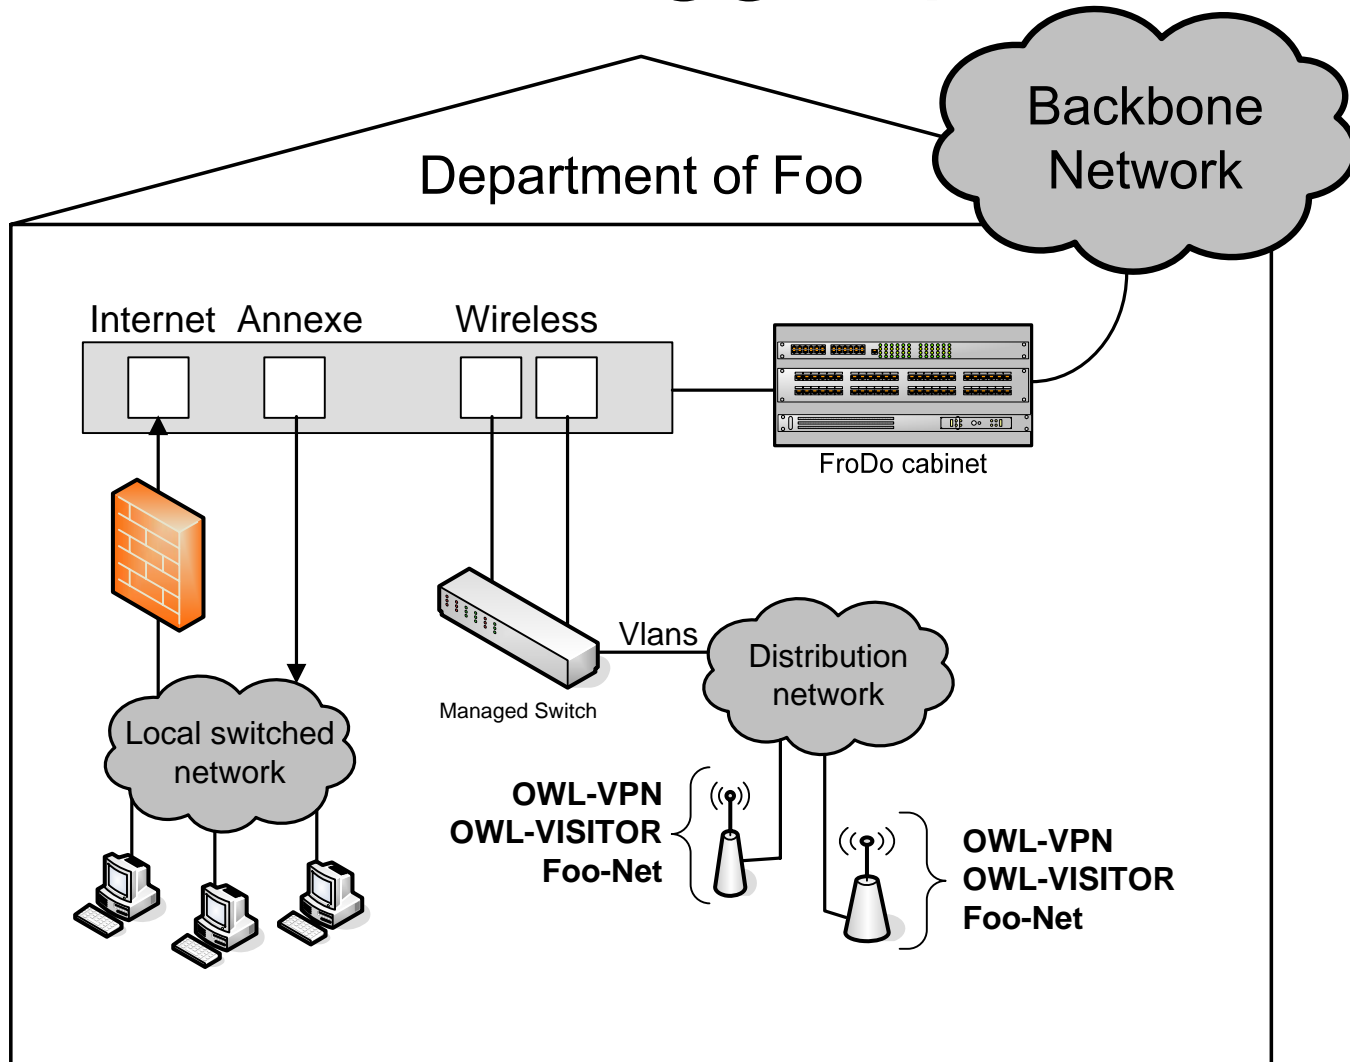 Backbone
Network
Department of Foo
Internet
Annexe
Wireless
FroDo cabinet
Vlans
Distribution
network
Managed Switch
Local switched
network
OWL-VPN
OWL-VISITOR
Foo-Net
OWL-VPN
OWL-VISITOR
Foo-Net